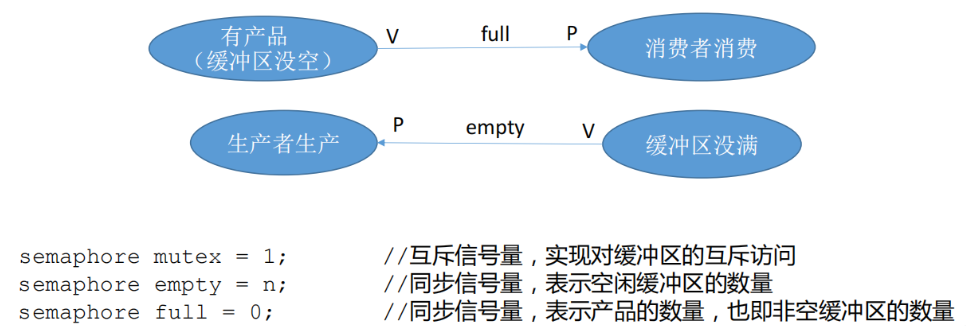 有产品
（缓冲区没空）
V full P
消费者消费
生产者生产
P empty V
缓冲区没满
semaphore mutex = 1; //互斥信号量，实现对缓冲区的互斥访问
semaphore empty = n; //同步信号量，表示空闲缓冲区的数量
semaphore full = 0; //同步信号量，表示产品的数量，也即非空缓冲区的数量